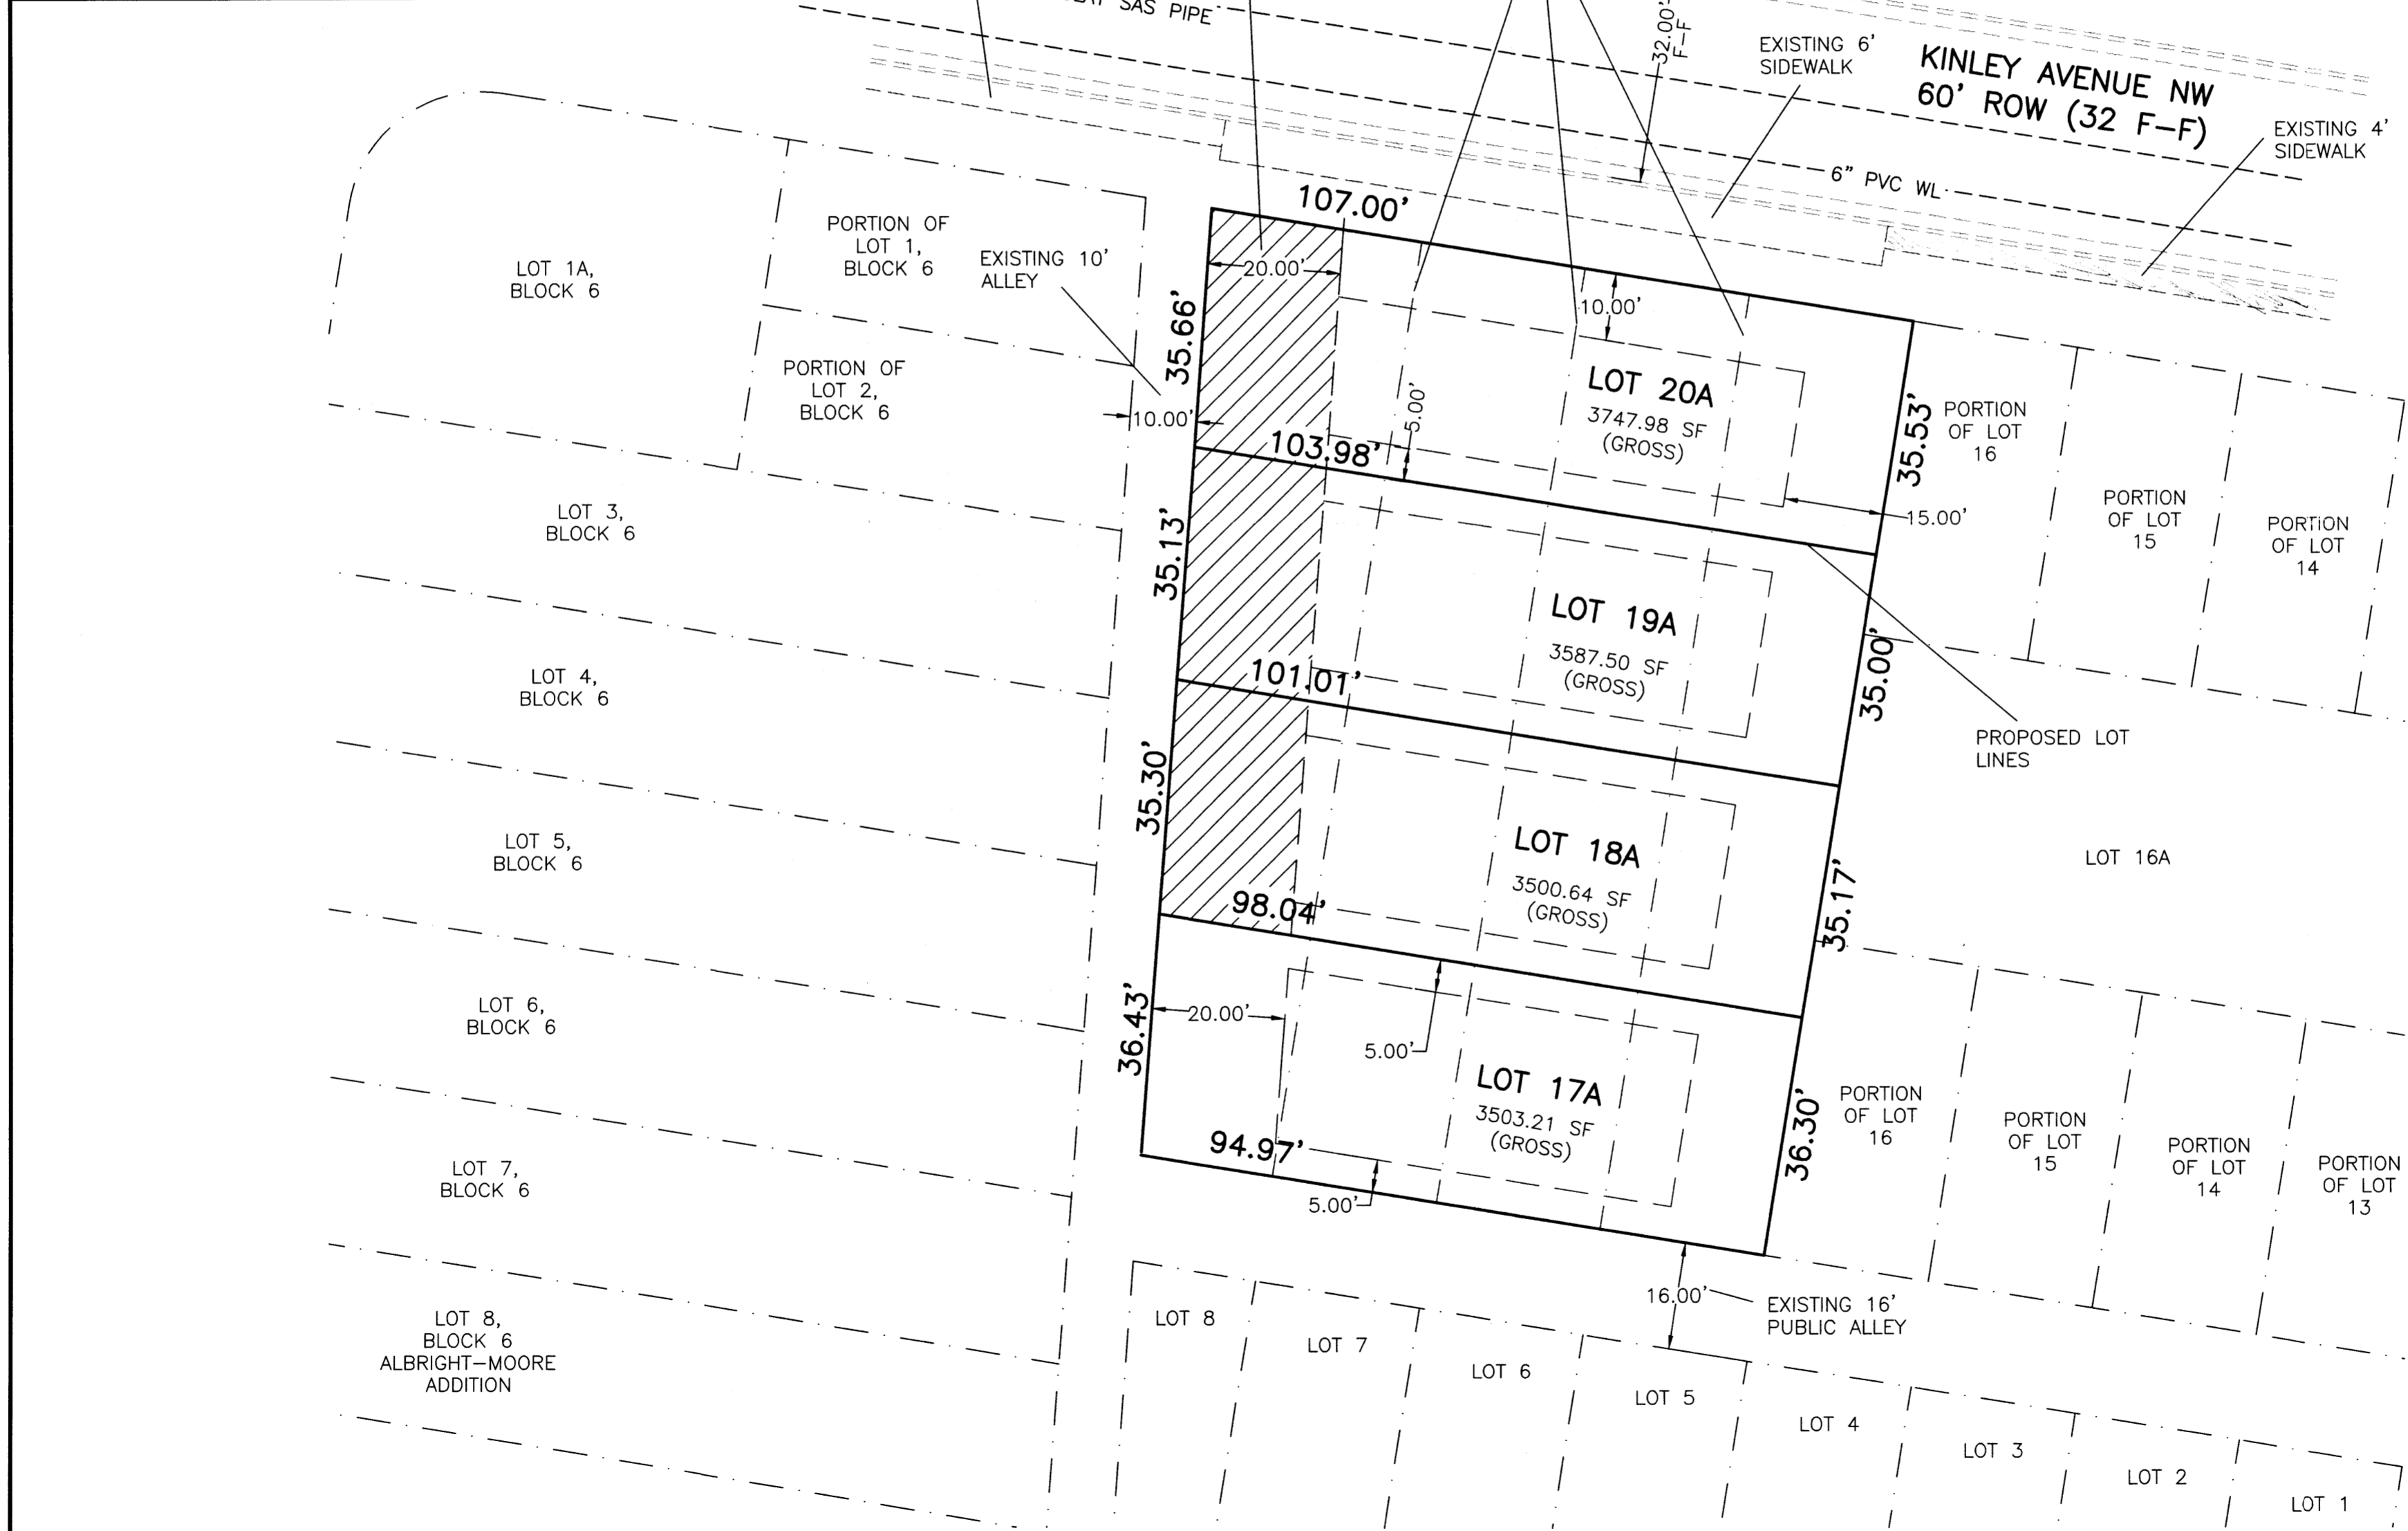 SAS PIPE
32.00'
F-F
EXISTING 6'
SIDEWALK
KINLEY AVENUE NW
60' ROW (32 F-F)
EXISTING 4'
SIDEWALK
6" PVC WL
107.00'
PORTION OF
LOT 1,
BLOCK 6
LOT 1A,
BLOCK 6
EXISTING 10'
ALLEY
20.00'
10.00'
35.66'
PORTION OF
LOT 2,
BLOCK 6
10.00'
5.00'
LOT 20A
3747.98 SF
(GROSS)
35.53'
PORTION
OF LOT
16
103.98'
15.00'
PORTION
OF LOT
15
PORTION
OF LOT
14
LOT 3,
BLOCK 6
35.13'
LOT 19A
3587.50 SF
(GROSS)
35.00'
101.01'
LOT 4,
BLOCK 6
PROPOSED LOT
LINES
35.30'
LOT 18A
3500.64 SF
(GROSS)
35.17'
LOT 16A
LOT 5,
BLOCK 6
98.04'
LOT 6,
BLOCK 6
36.43'
20.00'
5.00'
LOT 17A
3503.21 SF
(GROSS)
36.30'
PORTION
OF LOT
16
PORTION
OF LOT
15
PORTION
OF LOT
14
PORTION
OF LOT
13
94.97'
5.00'
LOT 7,
BLOCK 6
16.00'
EXISTING 16'
PUBLIC ALLEY
LOT 8,
BLOCK 6
ALBRIGHT-MOORE
ADDITION
LOT 8
LOT 7
LOT 6
LOT 5
LOT 4
LOT 3
LOT 2
LOT 1